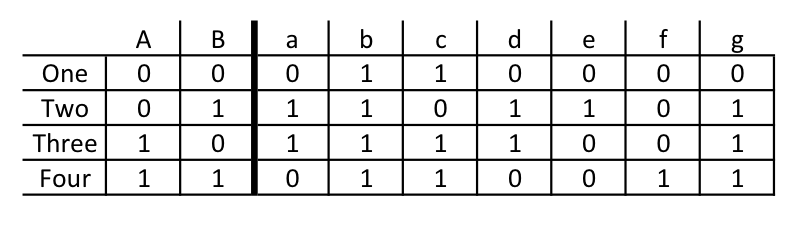 A B a b c d e f g
One 0 0 0 1 1 0 0 0 0
Two 0 1 1 1 0 1 1 0 1
Three 1 0 1 1 1 1 0 0 1
Four 1 1 0 1 1 0 0 1 1